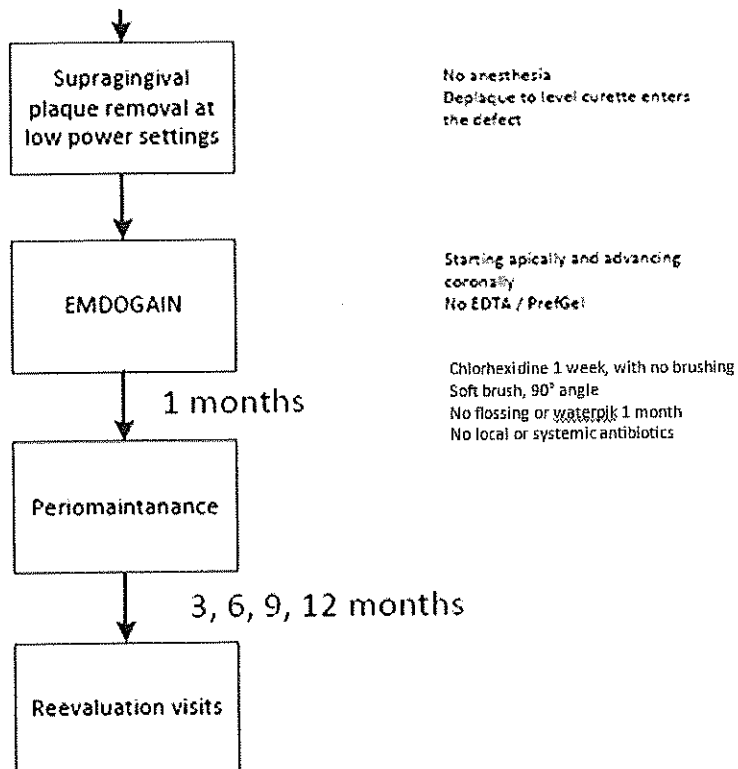 Supragingival
plaque removal at
low power settings
No anesthesia
Deplaque to level curette enters
the defect
EMDOGAIN
Starting apically and advancing
coronally
No EDTA / PrefGel
1 months
Chlorhexidine 1 week, with no brushing
Soft brush, 90° angle
No flossing or waterpik 1 month
No local or systemic antibiotics
Periomaintanance
3, 6, 9, 12 months
Reevaluation visits